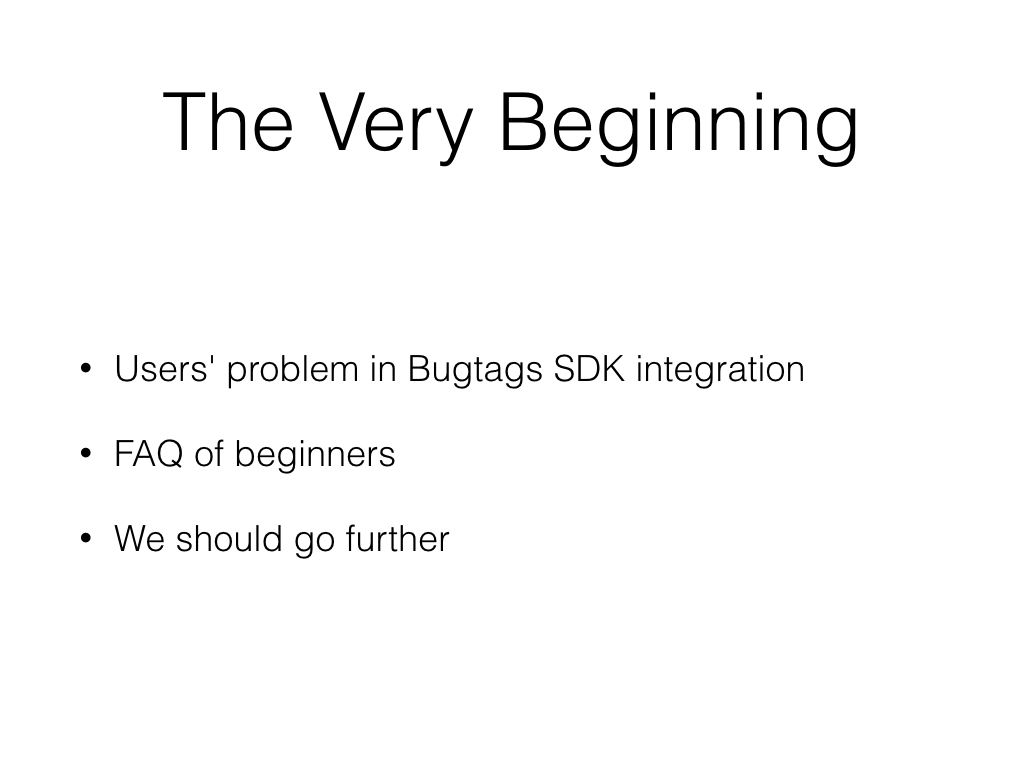 The Very Beginning
• Users' problem in Bugtags SDK integration
• FAQ of beginners
• We should go further